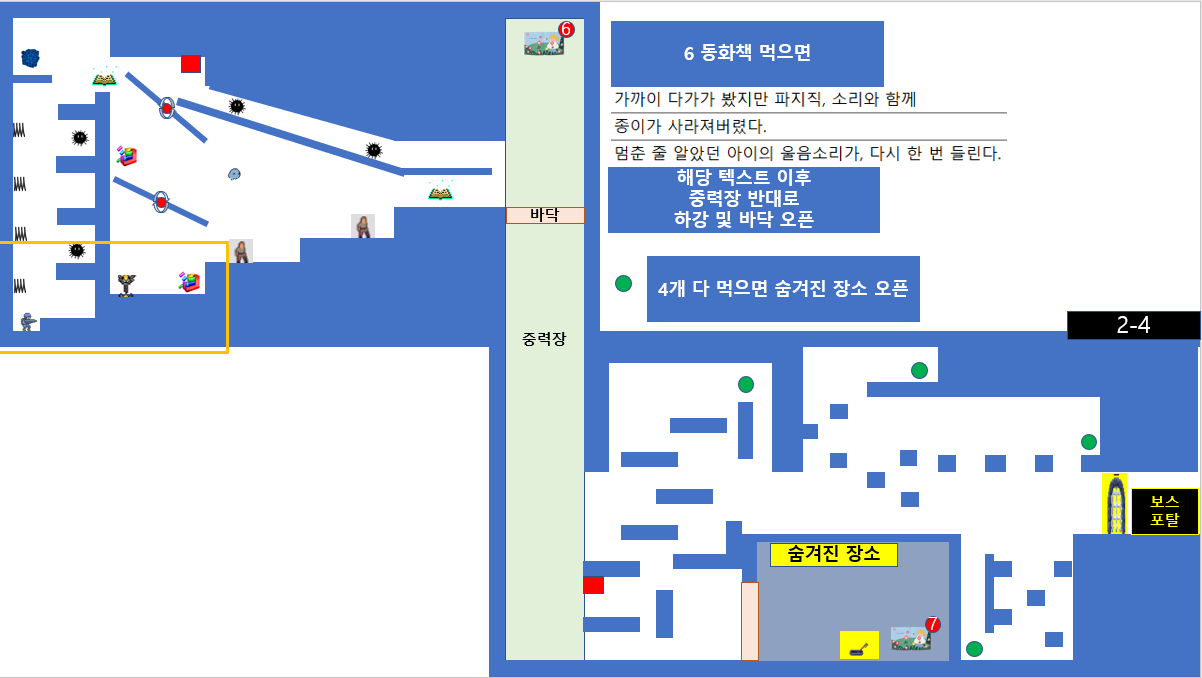 6
6 동화책 먹으면
가까이 다가가 봤지만 파지직, 소리와 함께
종이가 사라져버렸다.
멈춘 줄 알았던 아이의 울음소리가, 다시 한 번 들린다.
해당 텍스트 이후
중력장 반대로
하강 및 바닥 오픈
바닥
4개 다 먹으면 숨겨진 장소 오픈
2-4
중력장
보스
포탈
숨겨진 장소
7